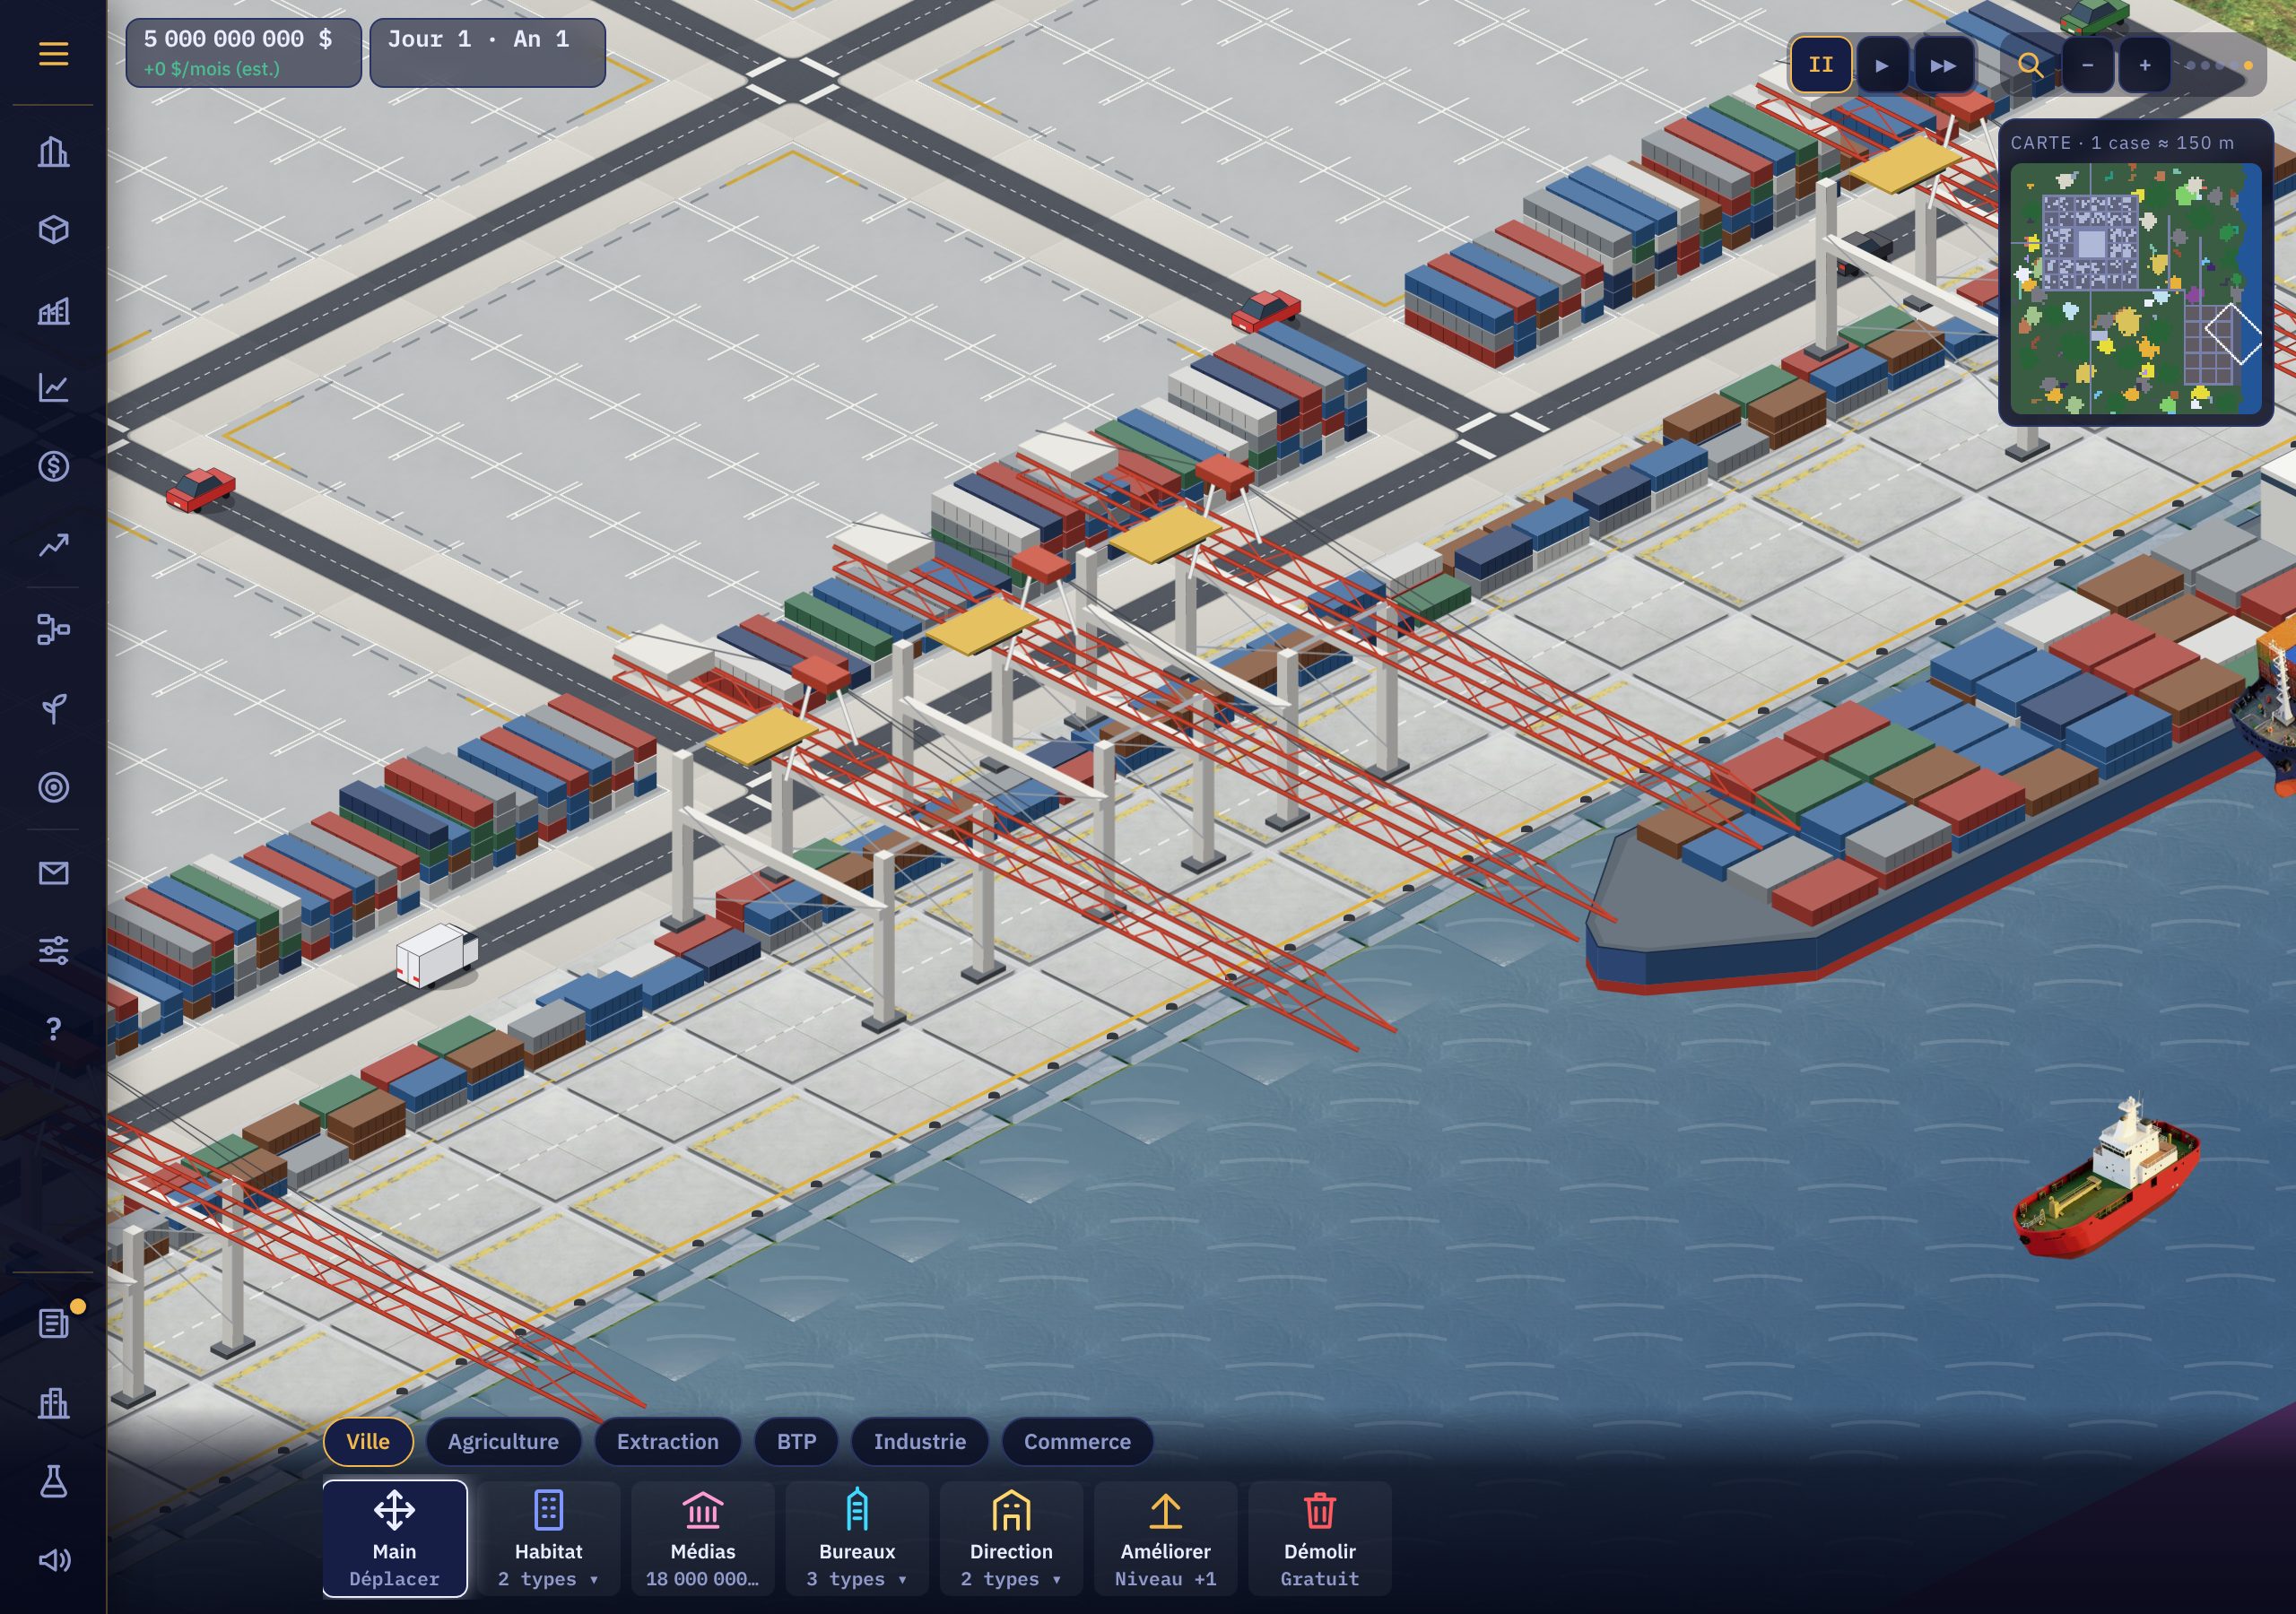 5 000 000 000 $
+0 $/mois (est.)
Jour 1 · An 1
CARTE · 1 case ≈ 150 m
Ville
Agriculture
Extraction
BTP
Industrie
Commerce
Main
Déplacer
Habitat
2 types ▾
Médias
18 000 000…
Bureaux
3 types ▾
Direction
2 types ▾
Améliorer
Niveau +1
Démolir
Gratuit